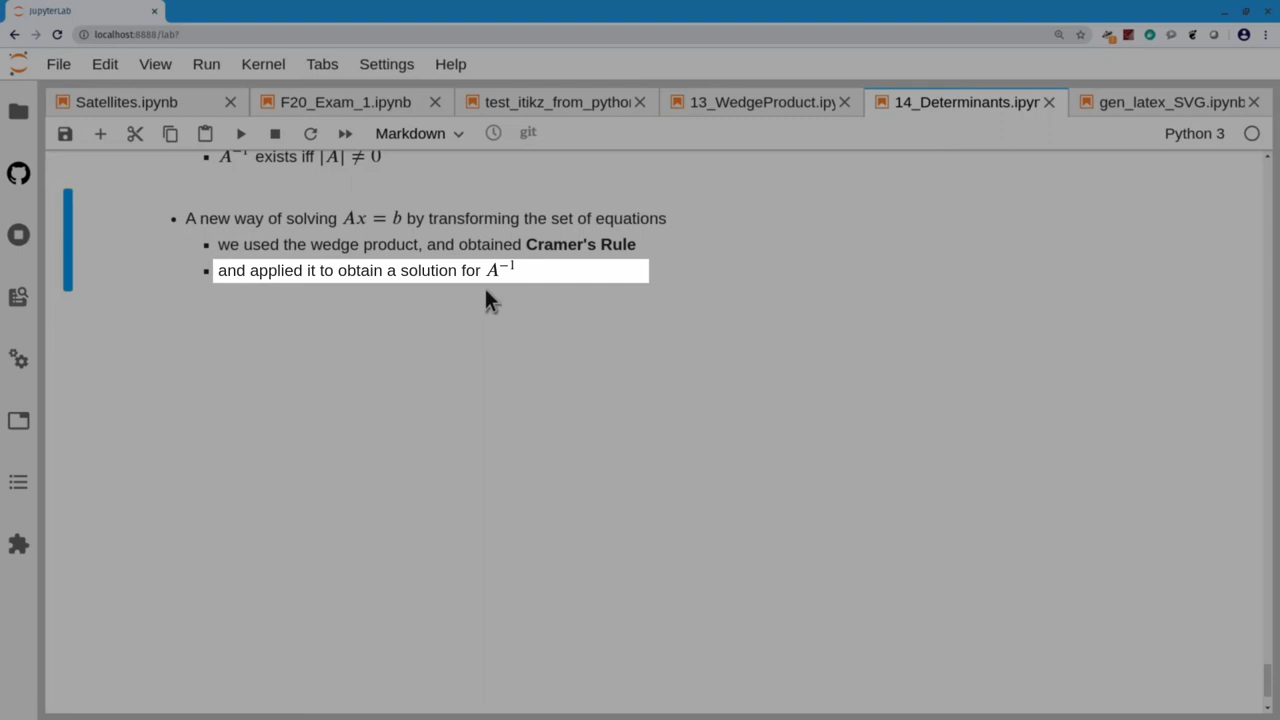 JupyterLab
localhost:8888/lab?
File Edit View Run Kernel Tabs Settings Help
Satellites.ipynb F20_Exam_1.ipynb test_itikz_from_pythor 13_WedgeProduct.ipy 14_Determinants.ipyr gen_latex_SVG.ipynb
Markdown git Python 3
▪ A⁻¹ exists iff |A| ≠ 0
• A new way of solving Ax = b by transforming the set of equations
▪ we used the wedge product, and obtained Cramer's Rule
▪ and applied it to obtain a solution for A⁻¹